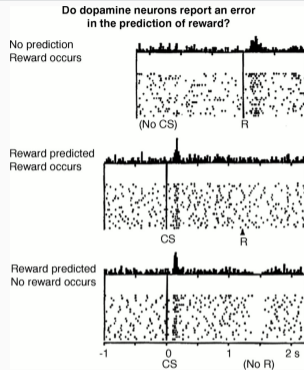 Do dopamine neurons report an error
in the prediction of reward?
No prediction
Reward occurs
(No CS)
R
Reward predicted
Reward occurs
CS
R
Reward predicted
No reward occurs
-1
0
1
2 s
CS
(No R)